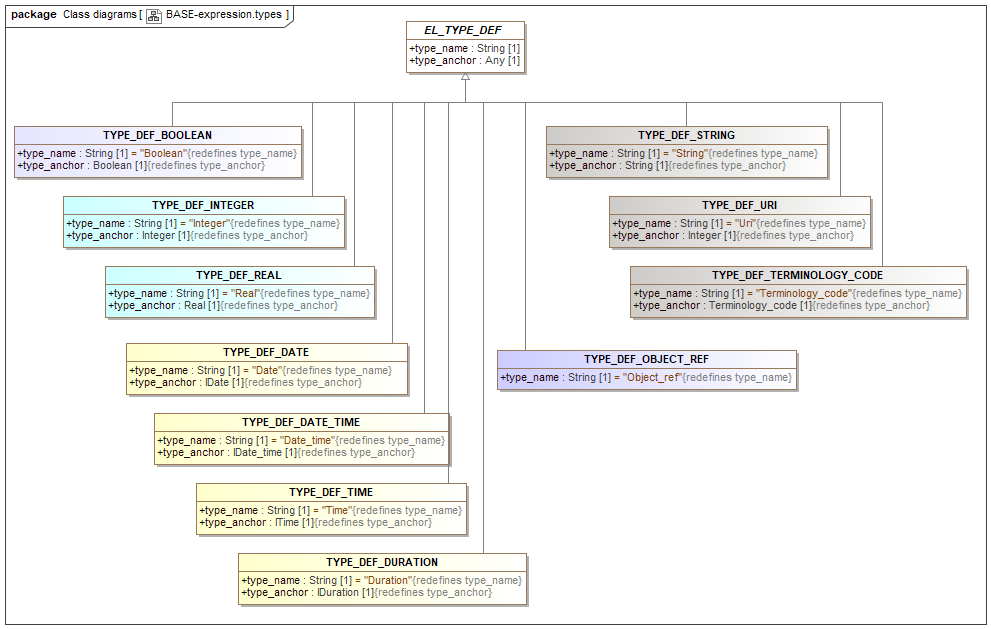 package Class diagrams [ BASE-expression.types ]
EL_TYPE_DEF
+type_name : String [1]
+type_anchor : Any [1]
TYPE_DEF_BOOLEAN
+type_name : String [1] = "Boolean"{redefines type_name}
+type_anchor : Boolean [1]{redefines type_anchor}
TYPE_DEF_STRING
+type_name : String [1] = "String"{redefines type_name}
+type_anchor : String [1]{redefines type_anchor}
TYPE_DEF_INTEGER
+type_name : String [1] = "Integer"{redefines type_name}
+type_anchor : Integer [1]{redefines type_anchor}
TYPE_DEF_URI
+type_name : String [1] = "Uri"{redefines type_name}
+type_anchor : Integer [1]{redefines type_anchor}
TYPE_DEF_REAL
+type_name : String [1] = "Real"{redefines type_name}
+type_anchor : Real [1]{redefines type_anchor}
TYPE_DEF_TERMINOLOGY_CODE
+type_name : String [1] = "Terminology_code"{redefines type_name}
+type_anchor : Terminology_code [1]{redefines type_anchor}
TYPE_DEF_DATE
+type_name : String [1] = "Date"{redefines type_name}
+type_anchor : IDate [1]{redefines type_anchor}
TYPE_DEF_OBJECT_REF
+type_name : String [1] = "Object_ref"{redefines type_name}
TYPE_DEF_DATE_TIME
+type_name : String [1] = "Date_time"{redefines type_name}
+type_anchor : IDate_time [1]{redefines type_anchor}
TYPE_DEF_TIME
+type_name : String [1] = "Time"{redefines type_name}
+type_anchor : ITime [1]{redefines type_anchor}
TYPE_DEF_DURATION
+type_name : String [1] = "Duration"{redefines type_name}
+type_anchor : IDuration [1]{redefines type_anchor}